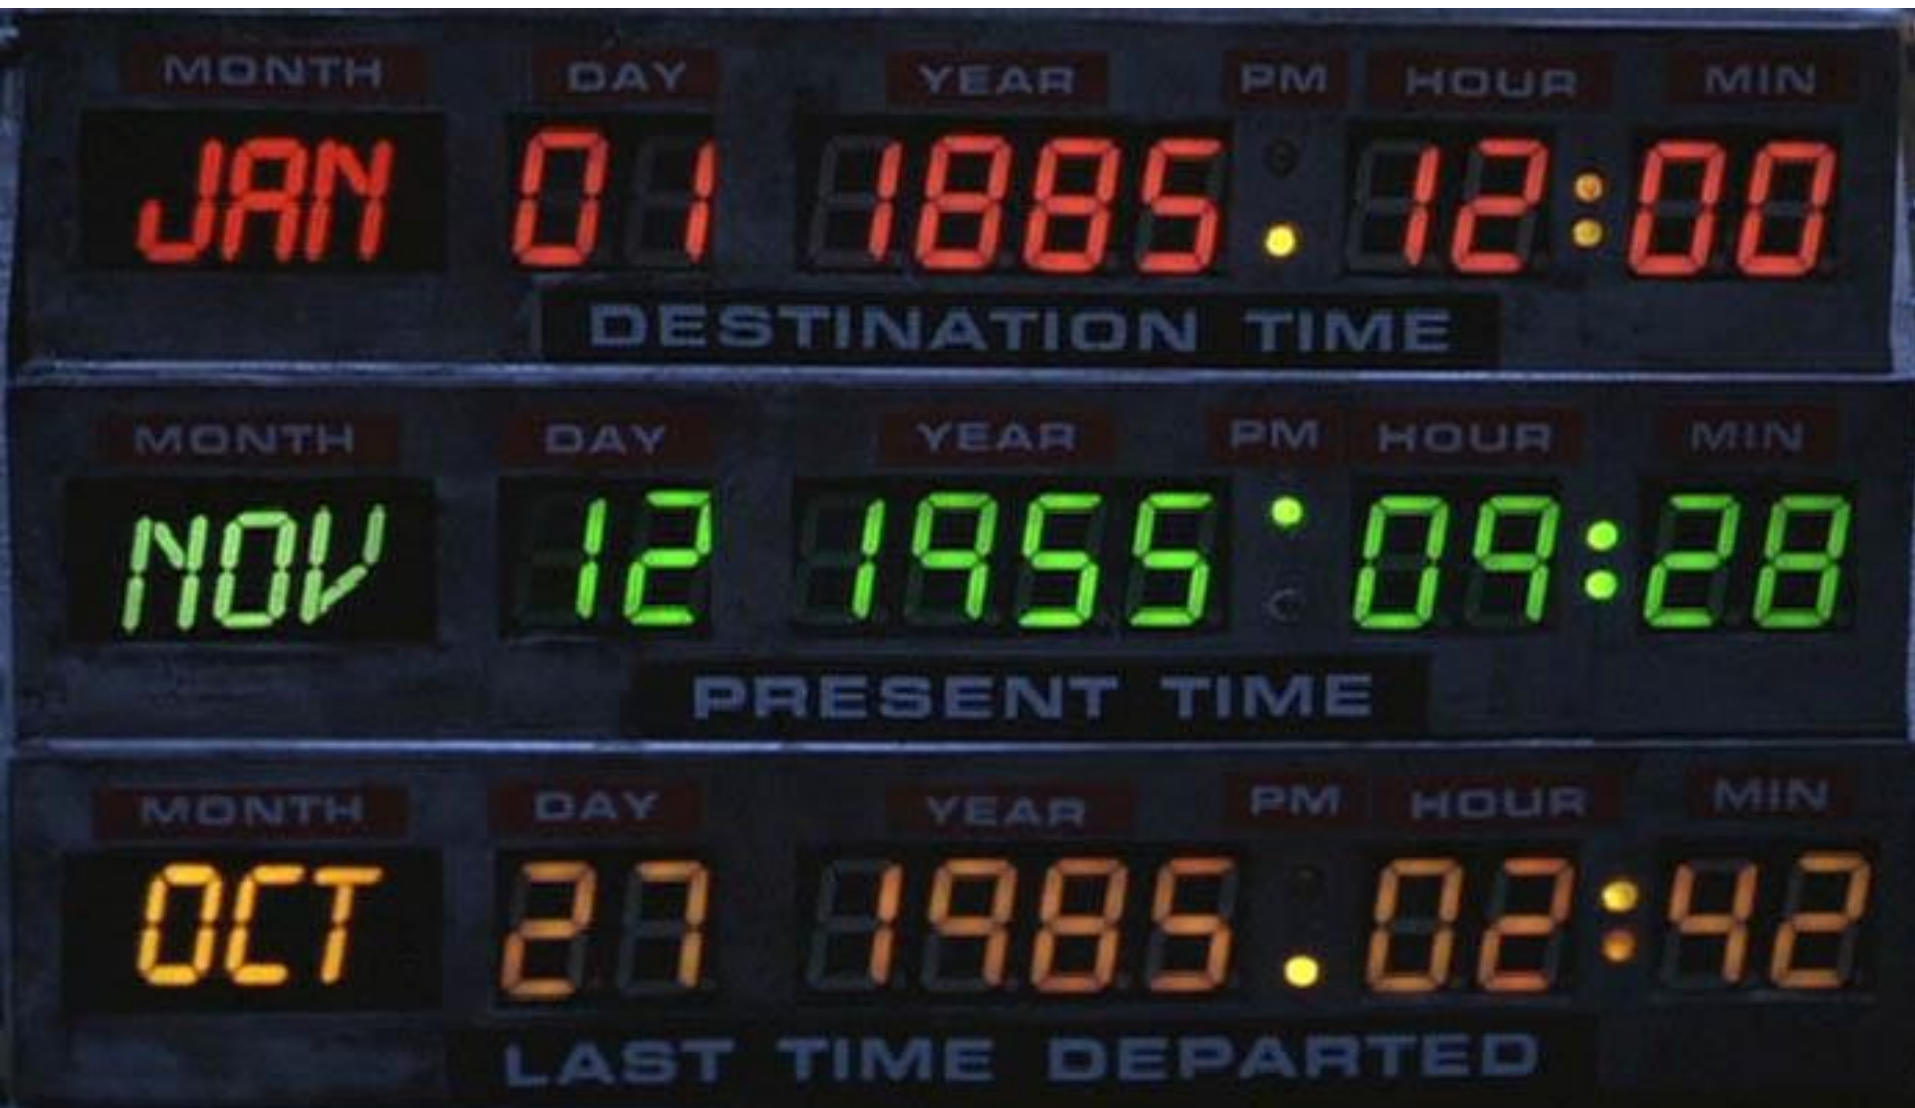 MONTH DAY YEAR PM HOUR MIN
JAN 01 1885 12:00
DESTINATION TIME
MONTH DAY YEAR PM HOUR MIN
NOV 12 1955 09:28
PRESENT TIME
MONTH DAY YEAR PM HOUR MIN
OCT 27 1985 02:42
LAST TIME DEPARTED